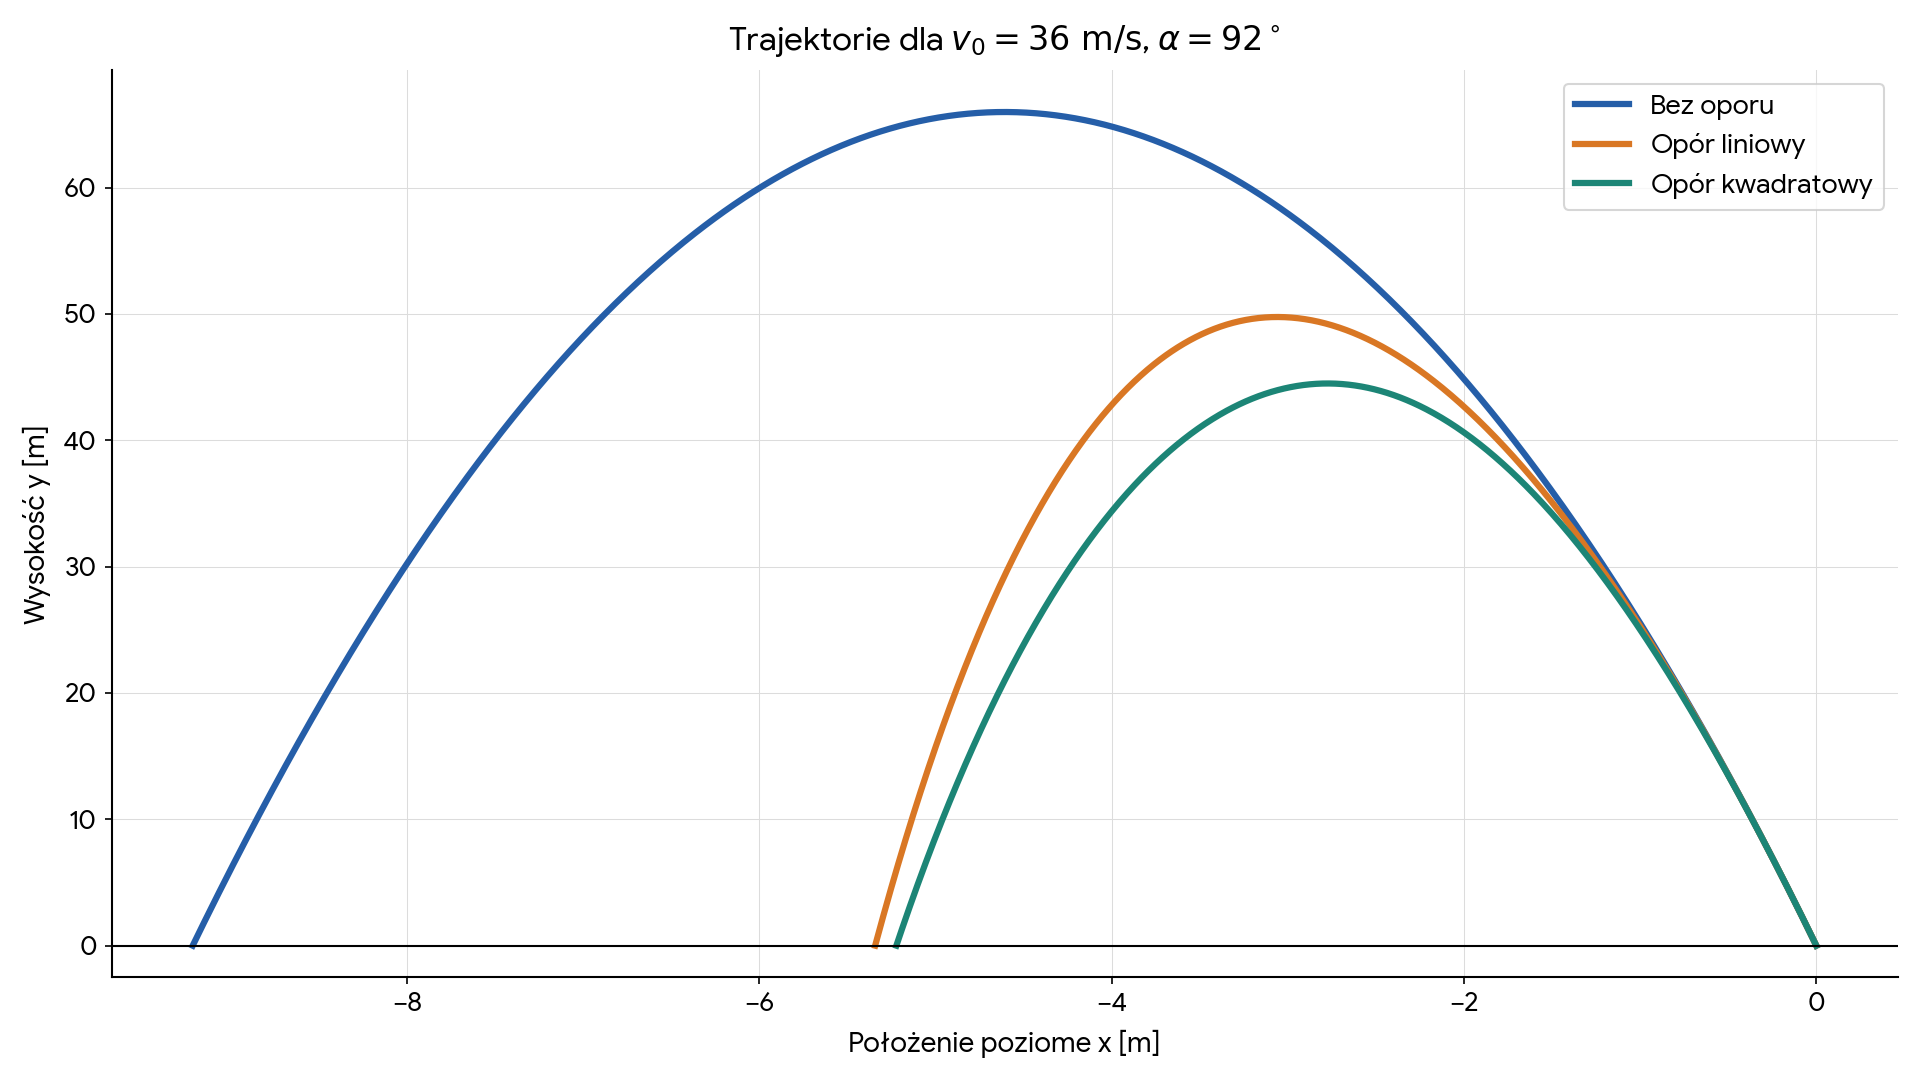 Trajektorie dla v₀ = 36 m/s, α = 92°
Bez oporu
Opór liniowy
Opór kwadratowy
Wysokość y [m]
60
50
40
30
20
10
0
−8
−6
−4
−2
0
Położenie poziome x [m]